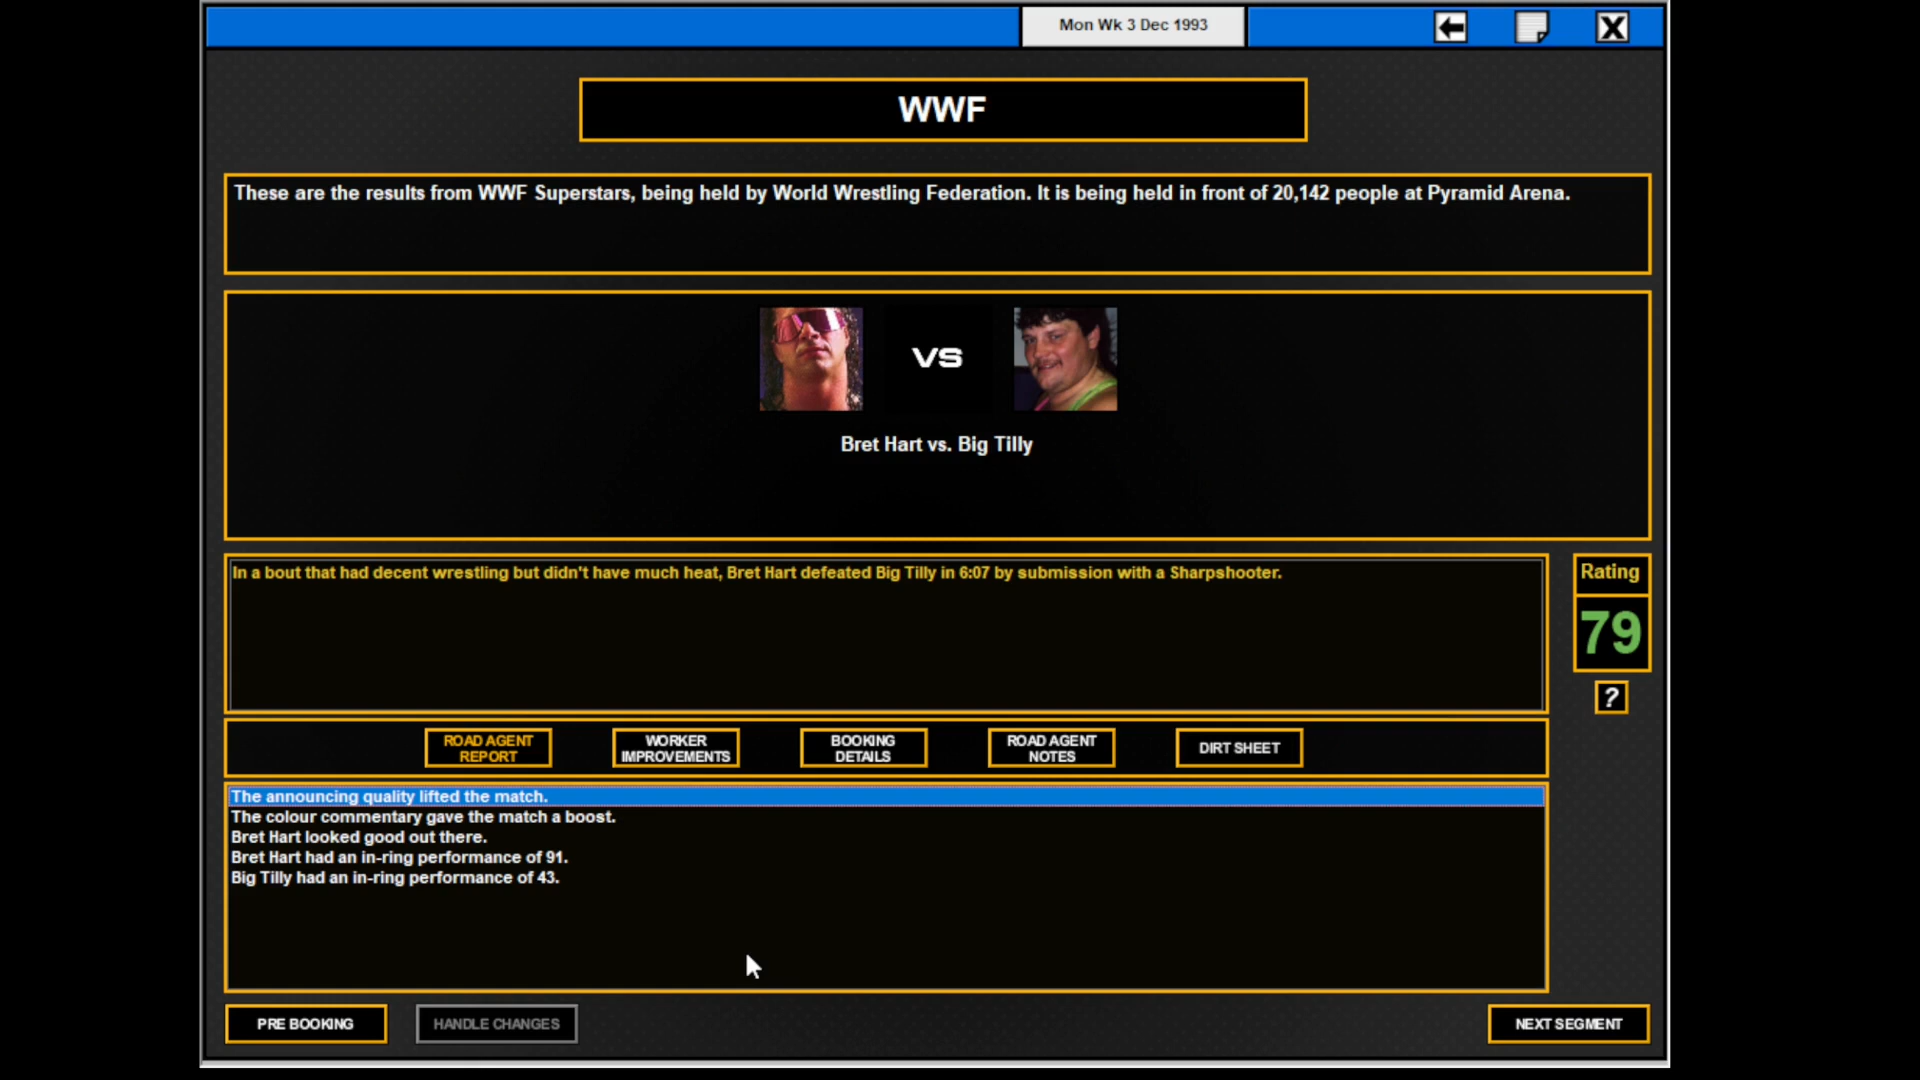 Mon Wk 3 Dec 1993
WWF
These are the results from WWF Superstars, being held by World Wrestling Federation. It is being held in front of 20,142 people at Pyramid Arena.
VS
Bret Hart vs. Big Tilly
In a bout that had decent wrestling but didn't have much heat, Bret Hart defeated Big Tilly in 6:07 by submission with a Sharpshooter.
Rating
79
?
ROAD AGENT
REPORT
WORKER
IMPROVEMENTS
BOOKING
DETAILS
ROAD AGENT
NOTES
DIRT SHEET
The announcing quality lifted the match.
The colour commentary gave the match a boost.
Bret Hart looked good out there.
Bret Hart had an in-ring performance of 91.
Big Tilly had an in-ring performance of 43.
PRE BOOKING
HANDLE CHANGES
NEXT SEGMENT